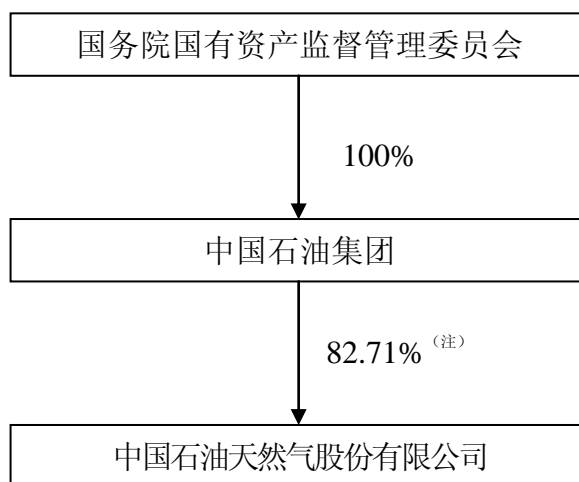 国务院国有资产监督管理委员会
100%
中国石油集团
82.71%（注）
中国石油天然气股份有限公司